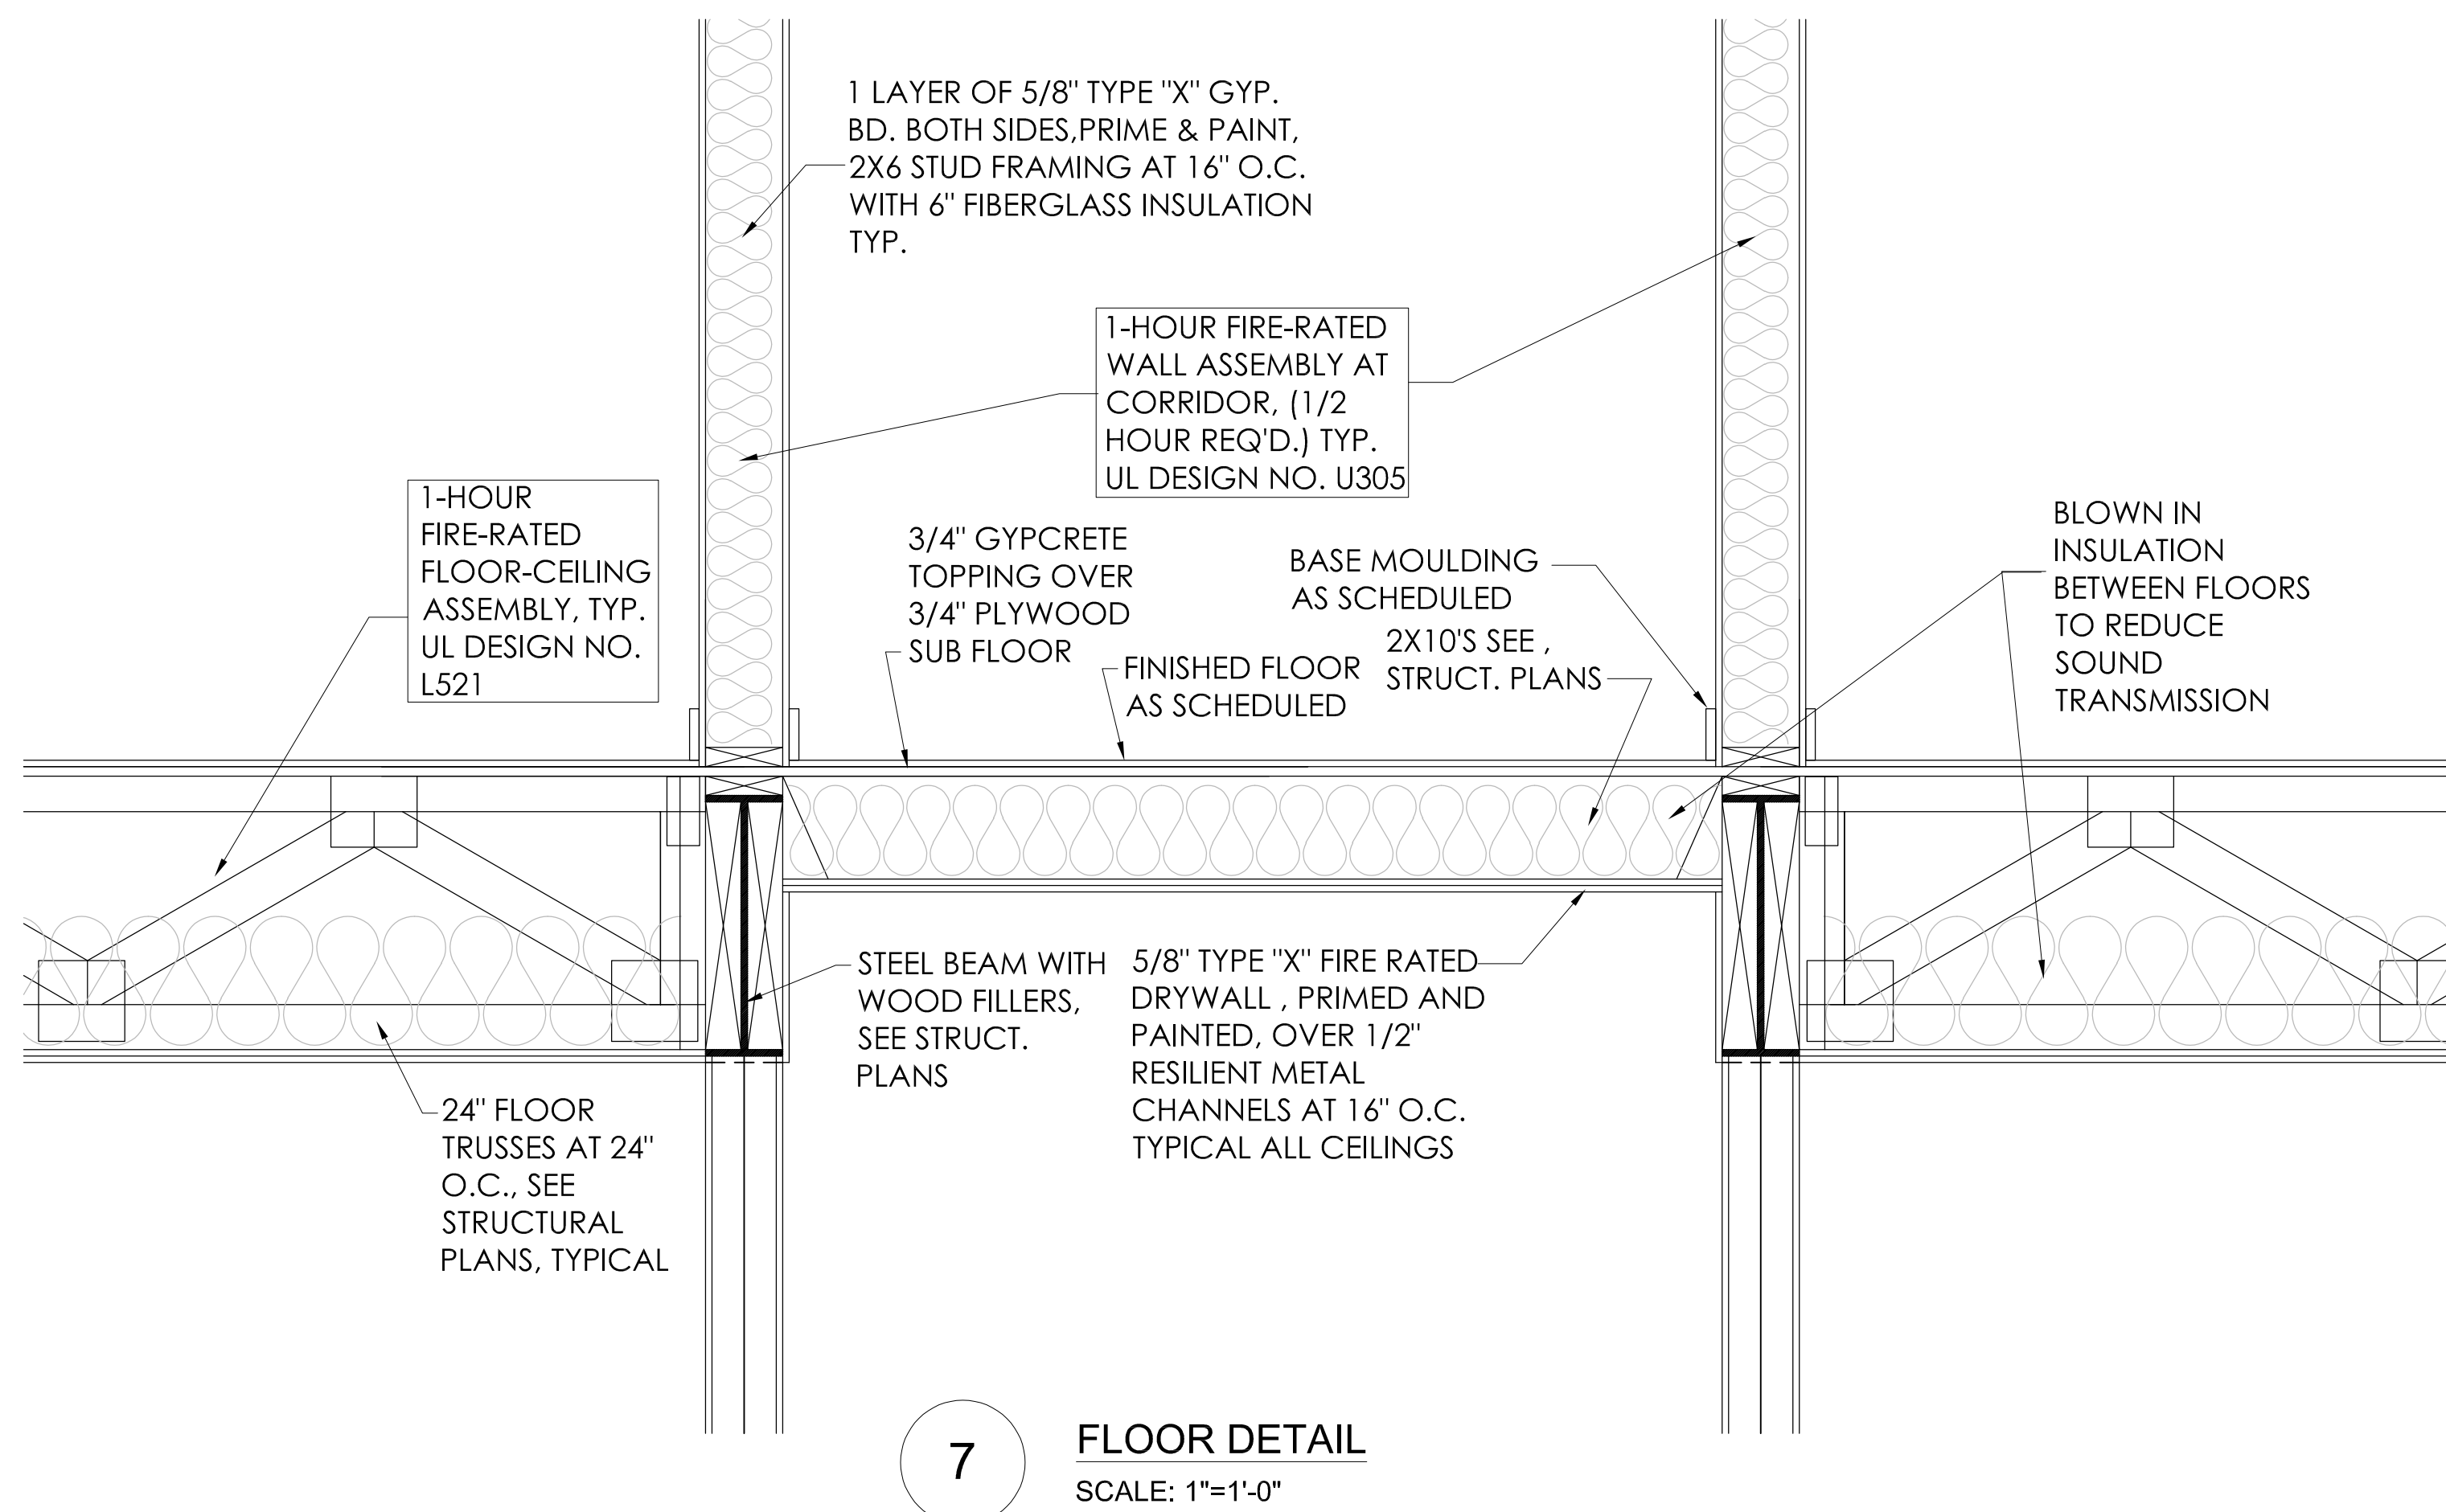 1 LAYER OF 5/8" TYPE "X" GYP.
BD. BOTH SIDES,PRIME & PAINT,
2X6 STUD FRAMING AT 16" O.C.
WITH 6" FIBERGLASS INSULATION
TYP.
1-HOUR FIRE-RATED
WALL ASSEMBLY AT
CORRIDOR, (1/2
HOUR REQ'D.) TYP.
UL DESIGN NO. U305
1-HOUR
FIRE-RATED
FLOOR-CEILING
ASSEMBLY, TYP.
UL DESIGN NO.
L521
3/4" GYPCRETE
TOPPING OVER
3/4" PLYWOOD
SUB FLOOR
FINISHED FLOOR
AS SCHEDULED
BASE MOULDING
AS SCHEDULED
2X10'S SEE ,
STRUCT. PLANS
BLOWN IN
INSULATION
BETWEEN FLOORS
TO REDUCE
SOUND
TRANSMISSION
STEEL BEAM WITH
WOOD FILLERS,
SEE STRUCT.
PLANS
5/8" TYPE "X" FIRE RATED
DRYWALL , PRIMED AND
PAINTED, OVER 1/2"
RESILIENT METAL
CHANNELS AT 16" O.C.
TYPICAL ALL CEILINGS
24" FLOOR
TRUSSES AT 24"
O.C., SEE
STRUCTURAL
PLANS, TYPICAL
7
FLOOR DETAIL
SCALE: 1"=1'-0"